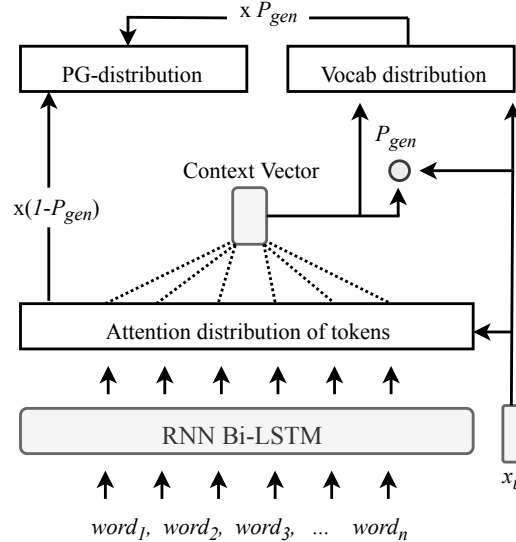 x P_gen
PG-distribution
Vocab distribution
P_gen
Context Vector
x(1-P_gen)
Attention distribution of tokens
RNN Bi-LSTM
word_1, word_2, word_3, ... word_n